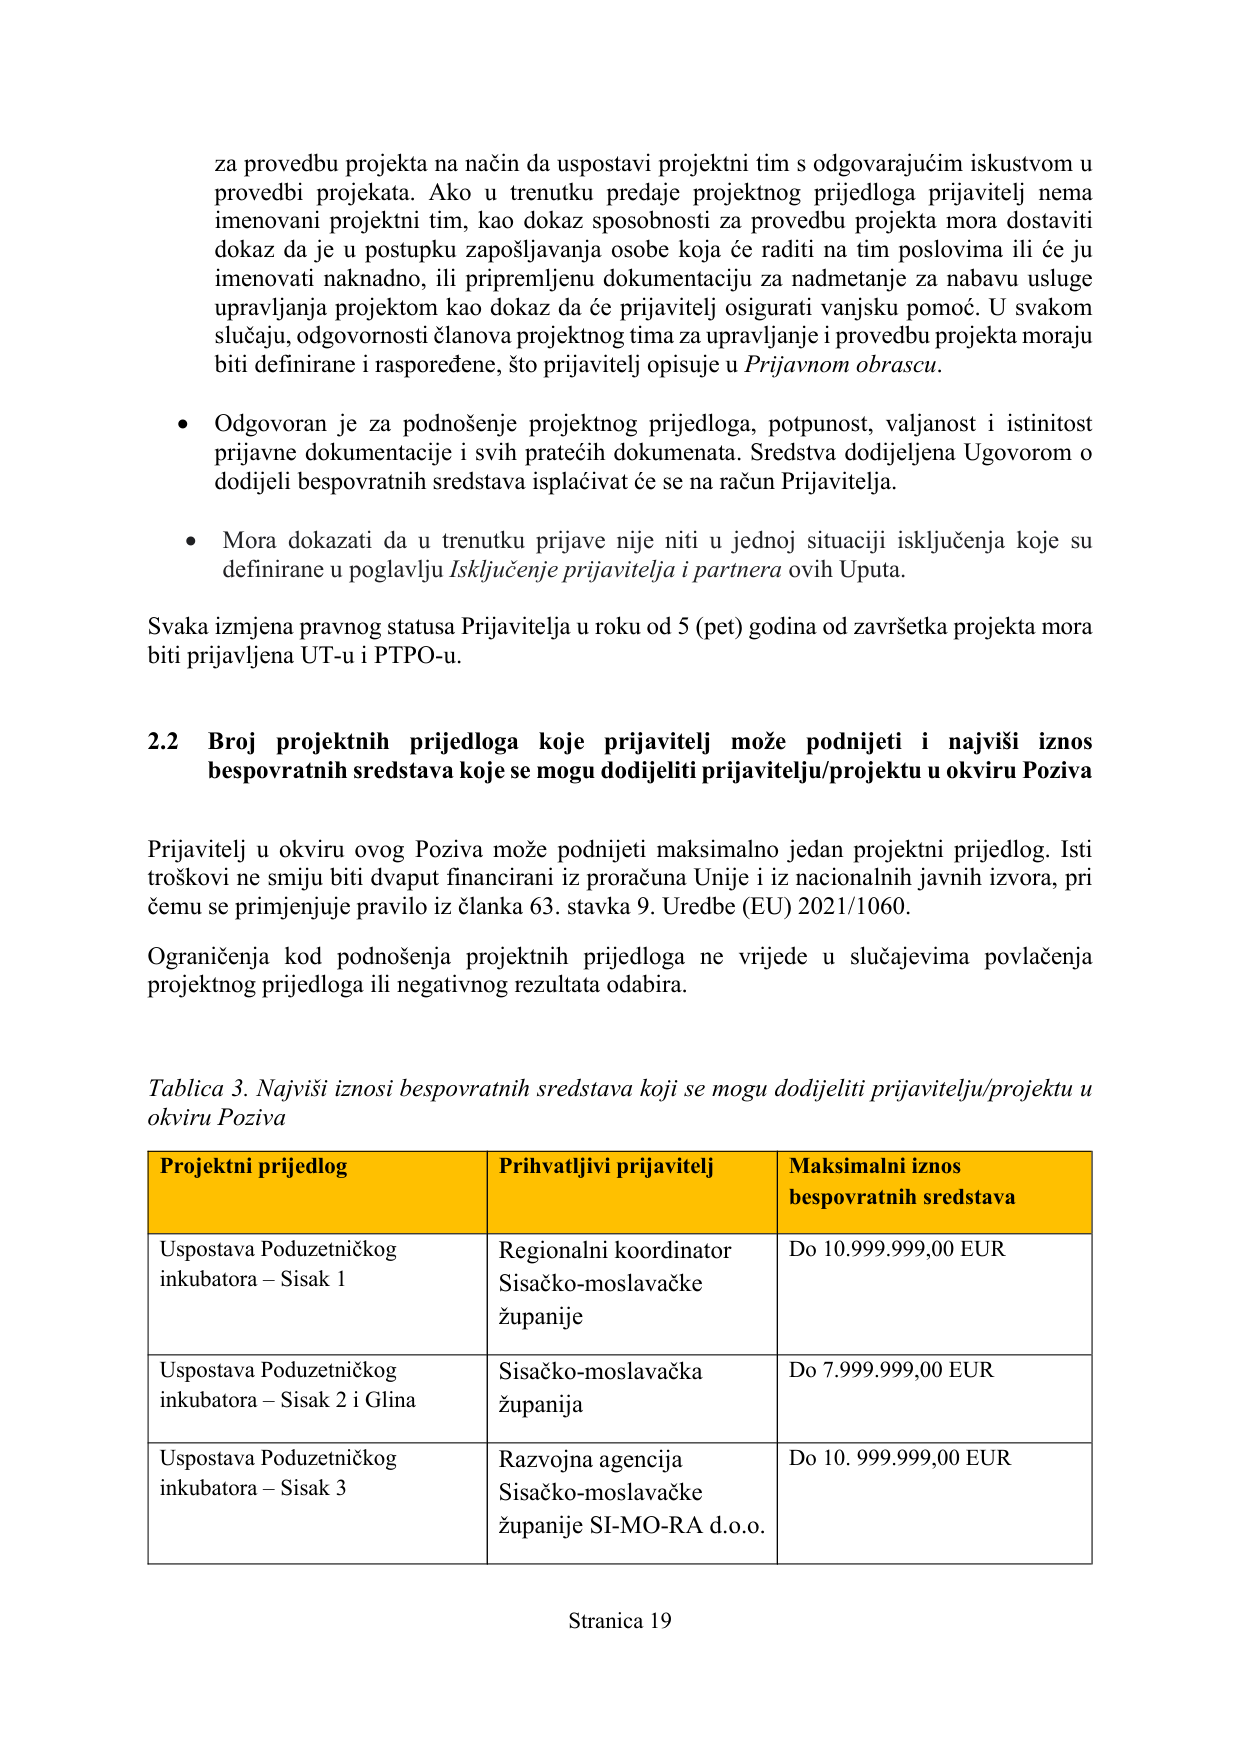 za provedbu projekta na način da uspostavi projektni tim s odgovarajućim iskustvom u
provedbi projekata. Ako u trenutku predaje projektnog prijedloga prijavitelj nema
imenovani projektni tim, kao dokaz sposobnosti za provedbu projekta mora dostaviti
dokaz da je u postupku zapošljavanja osobe koja će raditi na tim poslovima ili će ju
imenovati naknadno, ili pripremljenu dokumentaciju za nadmetanje za nabavu usluge
upravljanja projektom kao dokaz da će prijavitelj osigurati vanjsku pomoć. U svakom
slučaju, odgovornosti članova projektnog tima za upravljanje i provedbu projekta moraju
biti definirane i raspoređene, što prijavitelj opisuje u Prijavnom obrascu.
• Odgovoran je za podnošenje projektnog prijedloga, potpunost, valjanost i istinitost
prijavne dokumentacije i svih pratećih dokumenata. Sredstva dodijeljena Ugovorom o
dodijeli bespovratnih sredstava isplaćivat će se na račun Prijavitelja.
• Mora dokazati da u trenutku prijave nije niti u jednoj situaciji isključenja koje su
definirane u poglavlju Isključenje prijavitelja i partnera ovih Uputa.
Svaka izmjena pravnog statusa Prijavitelja u roku od 5 (pet) godina od završetka projekta mora
biti prijavljena UT-u i PTPO-u.
2.2 Broj projektnih prijedloga koje prijavitelj može podnijeti i najviši iznos
bespovratnih sredstava koje se mogu dodijeliti prijavitelju/projektu u okviru Poziva
Prijavitelj u okviru ovog Poziva može podnijeti maksimalno jedan projektni prijedlog. Isti
troškovi ne smiju biti dvaput financirani iz proračuna Unije i iz nacionalnih javnih izvora, pri
čemu se primjenjuje pravilo iz članka 63. stavka 9. Uredbe (EU) 2021/1060.
Ograničenja kod podnošenja projektnih prijedloga ne vrijede u slučajevima povlačenja
projektnog prijedloga ili negativnog rezultata odabira.
Tablica 3. Najviši iznosi bespovratnih sredstava koji se mogu dodijeliti prijavitelju/projektu u
okviru Poziva
Projektni prijedlog
Prihvatljivi prijavitelj
Maksimalni iznos
bespovratnih sredstava
Uspostava Poduzetničkog
inkubatora – Sisak 1
Regionalni koordinator
Sisačko-moslavačke
županije
Do 10.999.999,00 EUR
Uspostava Poduzetničkog
inkubatora – Sisak 2 i Glina
Sisačko-moslavačka
županija
Do 7.999.999,00 EUR
Uspostava Poduzetničkog
inkubatora – Sisak 3
Razvojna agencija
Sisačko-moslavačke
županije SI-MO-RA d.o.o.
Do 10. 999.999,00 EUR
Stranica 19